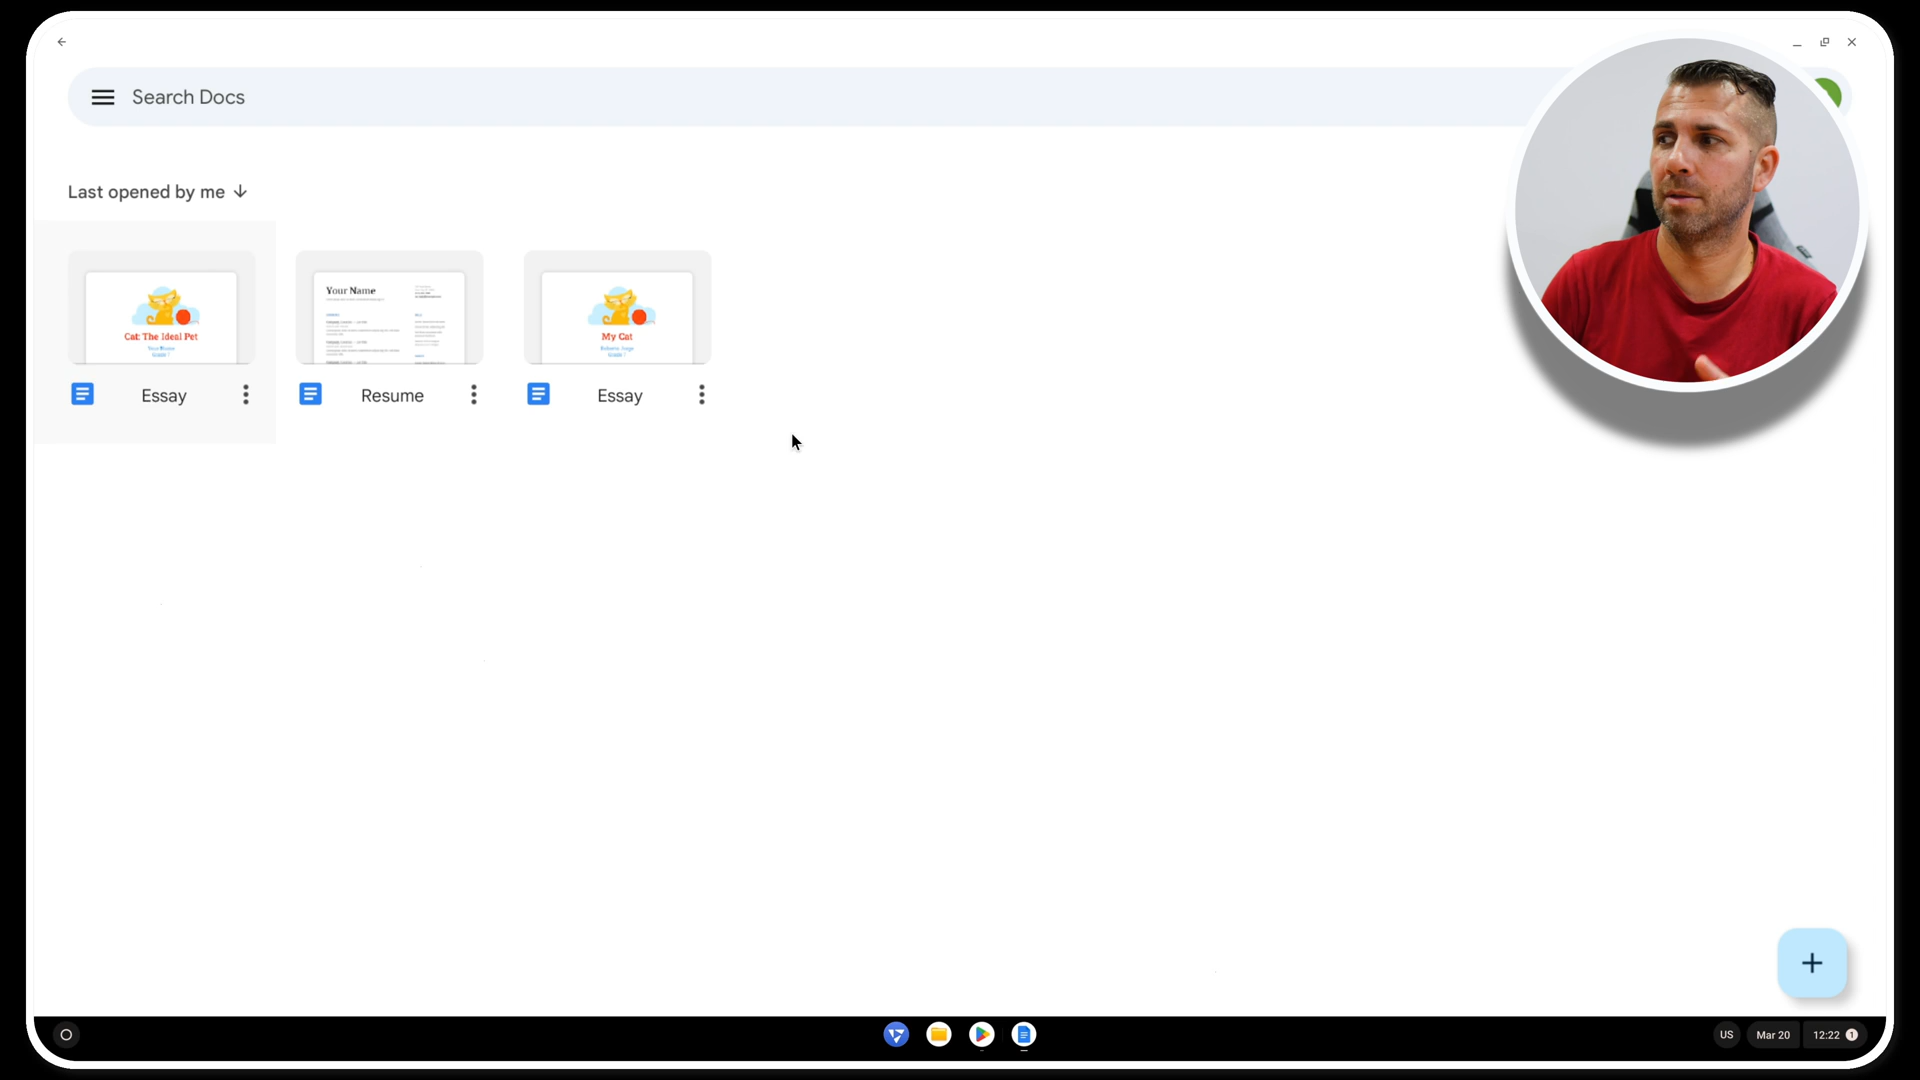 Search Docs
Last opened by me
Cat: The Ideal Pet
Your Name
My Cat
Essay
Resume
Essay
US
Mar 20
12:22
1